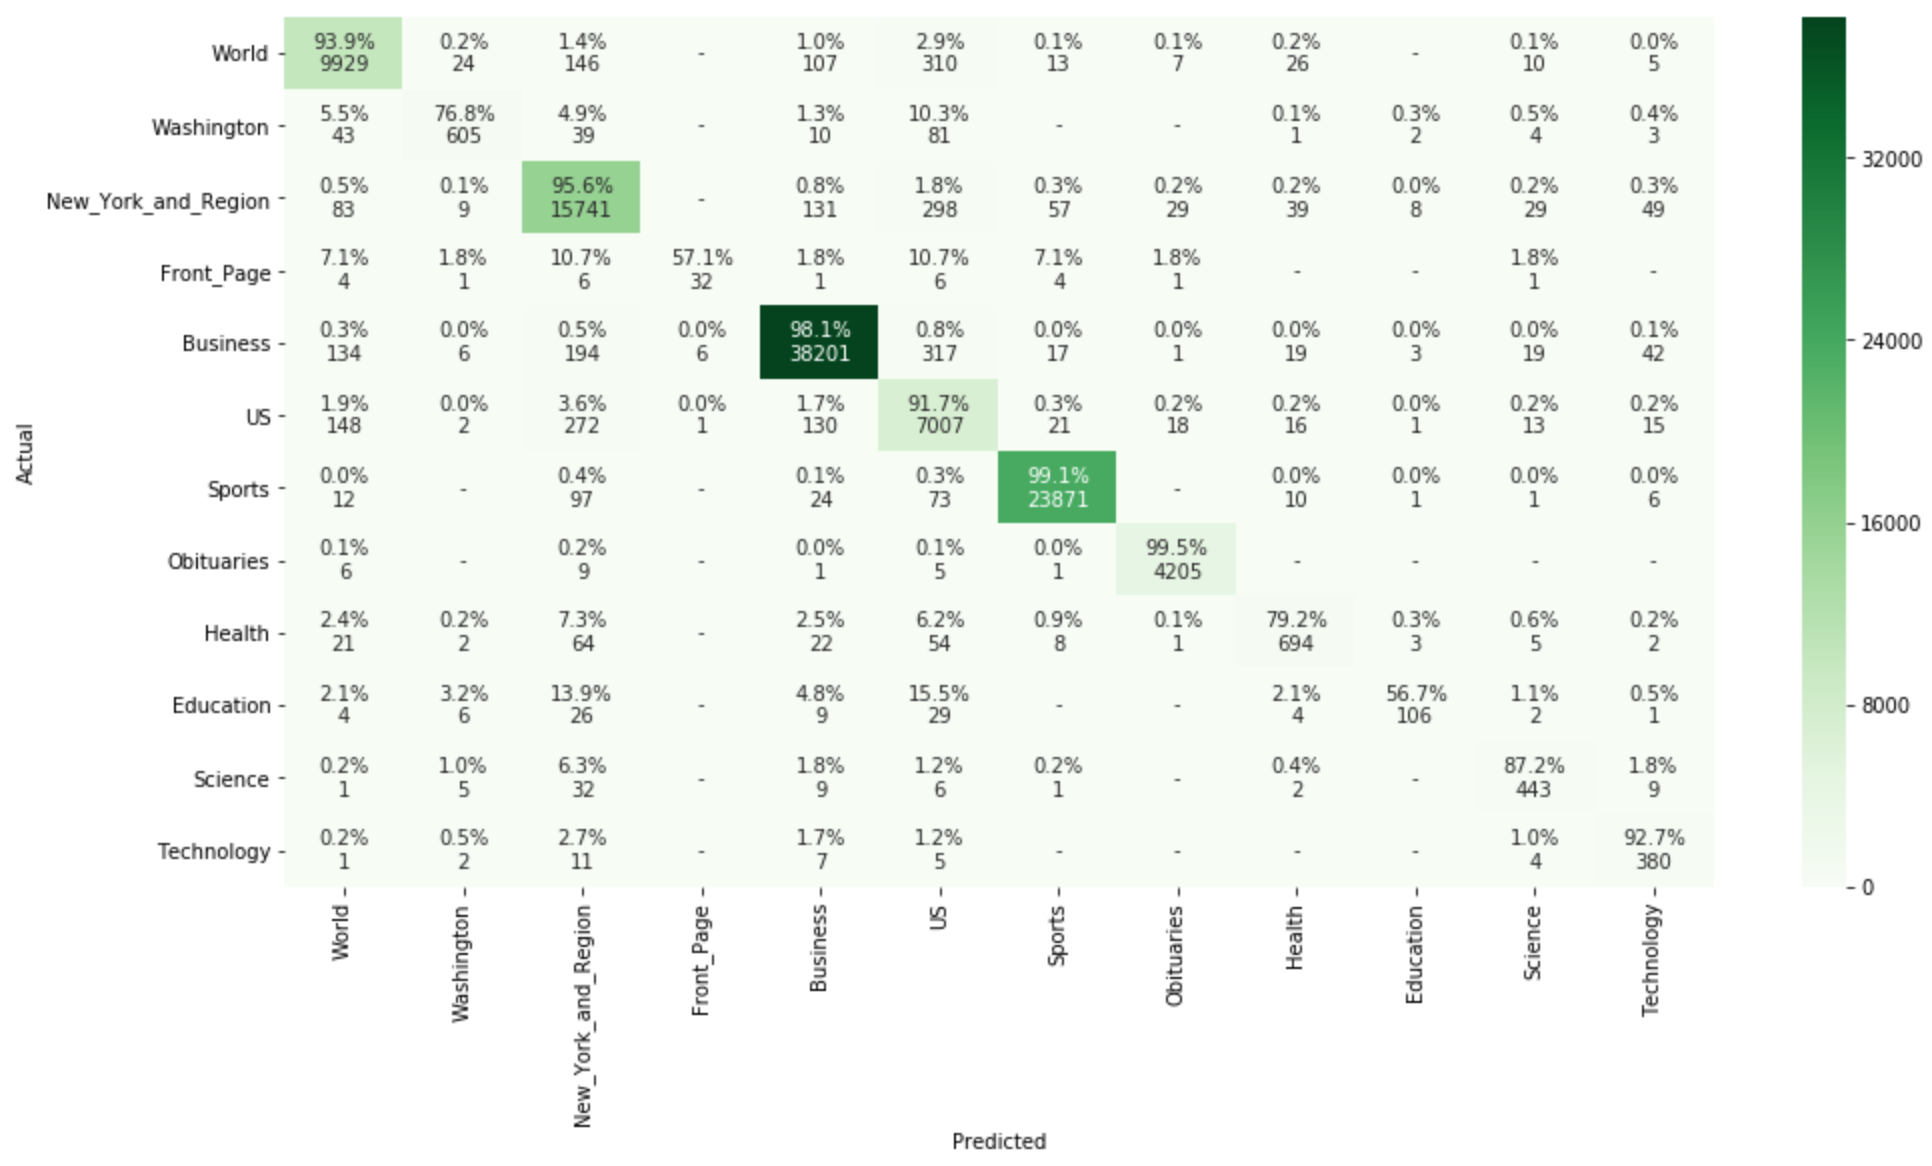 World 93.9% 0.2% 1.4% - 1.0% 2.9% 0.1% 0.1% 0.2% - 0.1% 0.0%
9929 24 146 107 310 13 7 26 10 5
Washington 5.5% 76.8% 4.9% - 1.3% 10.3% - - 0.1% 0.3% 0.5% 0.4%
43 605 39 10 81 1 2 4 3
32000
New_York_and_Region 0.5% 0.1% 95.6% - 0.8% 1.8% 0.3% 0.2% 0.2% 0.0% 0.2% 0.3%
83 9 15741 131 298 57 29 39 8 29 49
Front_Page 7.1% 1.8% 10.7% 57.1% 1.8% 10.7% 7.1% 1.8% - - 1.8% -
4 1 6 32 1 6 4 1 1
Business 0.3% 0.0% 0.5% 0.0% 98.1% 0.8% 0.0% 0.0% 0.0% 0.0% 0.0% 0.1%
134 6 194 6 38201 317 17 1 19 3 19 42
24000
US 1.9% 0.0% 3.6% 0.0% 1.7% 91.7% 0.3% 0.2% 0.2% 0.0% 0.2% 0.2%
148 2 272 1 130 7007 21 18 16 1 13 15
Actual
Sports 0.0% - 0.4% - 0.1% 0.3% 99.1% - 0.0% 0.0% 0.0% 0.0%
12 97 24 73 23871 10 1 1 6
16000
Obituaries 0.1% - 0.2% - 0.0% 0.1% 0.0% 99.5% - - - -
6 9 1 5 1 4205
Health 2.4% 0.2% 7.3% - 2.5% 6.2% 0.9% 0.1% 79.2% 0.3% 0.6% 0.2%
21 2 64 22 54 8 1 694 3 5 2
Education 2.1% 3.2% 13.9% - 4.8% 15.5% - - 2.1% 56.7% 1.1% 0.5%
4 6 26 9 29 4 106 2 1
8000
Science 0.2% 1.0% 6.3% - 1.8% 1.2% 0.2% - 0.4% - 87.2% 1.8%
1 5 32 9 6 1 2 443 9
Technology 0.2% 0.5% 2.7% - 1.7% 1.2% - - - - 1.0% 92.7%
1 2 11 7 5 4 380
0
World
Washington
New_York_and_Region
Front_Page
Business
US
Sports
Obituaries
Health
Education
Science
Technology
Predicted